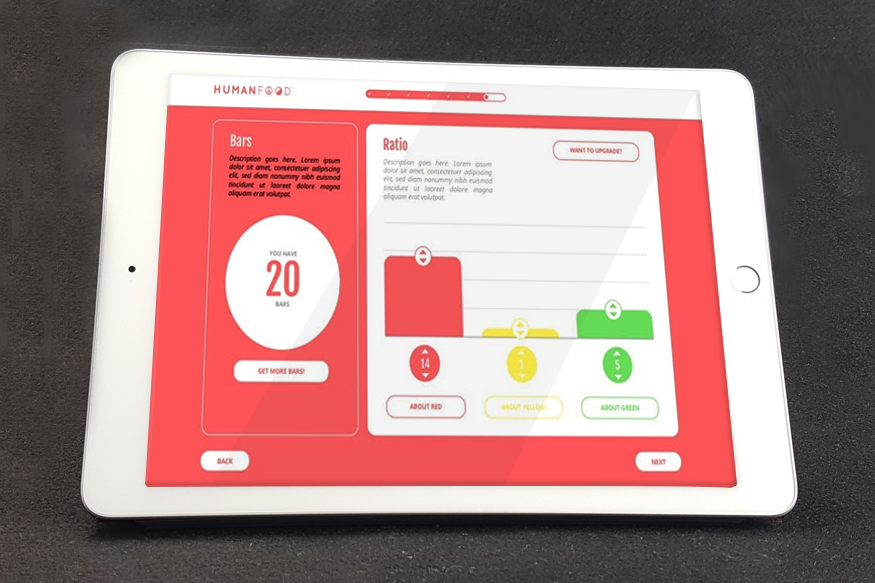 HUMANFOOD
Bars
Description goes here. Lorem ipsum
dolor sit amet, consectetuer adipiscing
elit, sed diam nonummy nibh euismod
tincidunt ut laoreet dolore magna
aliquam erat volutpat.
YOU HAVE
20
BARS
GET MORE BARS!
Ratio
WANT TO UPGRADE?
Description goes here. Lorem ipsum
dolor sit amet, consectetuer adipiscing
elit, sed diam nonummy nibh euismod
tincidunt ut laoreet dolore magna
aliquam erat volutpat.
14
1
5
ABOUT RED
ABOUT YELLOW
ABOUT GREEN
BACK
NEXT